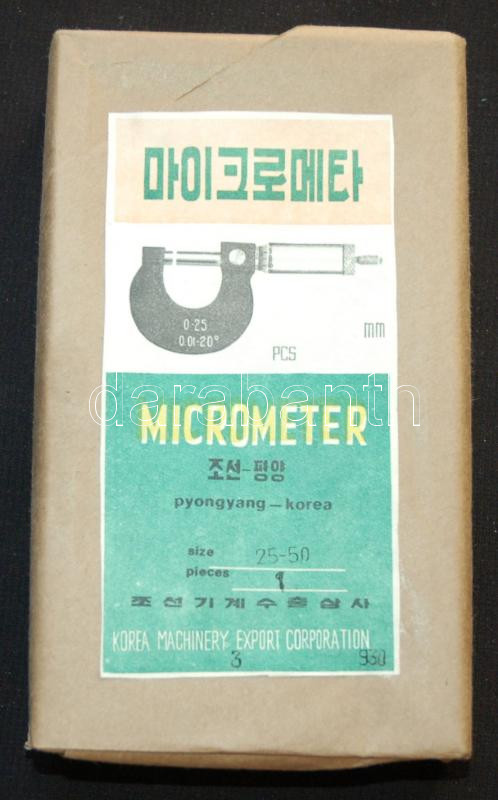 마이크로메타
0-25
0.01-20°
mm
PCS
darabanth
MICROMETER
조선-평양
pyongyang—korea
size 25-50
pieces 1
조선기계수출상사
KOREA MACHINERY EXPORT CORPORATION
3 930